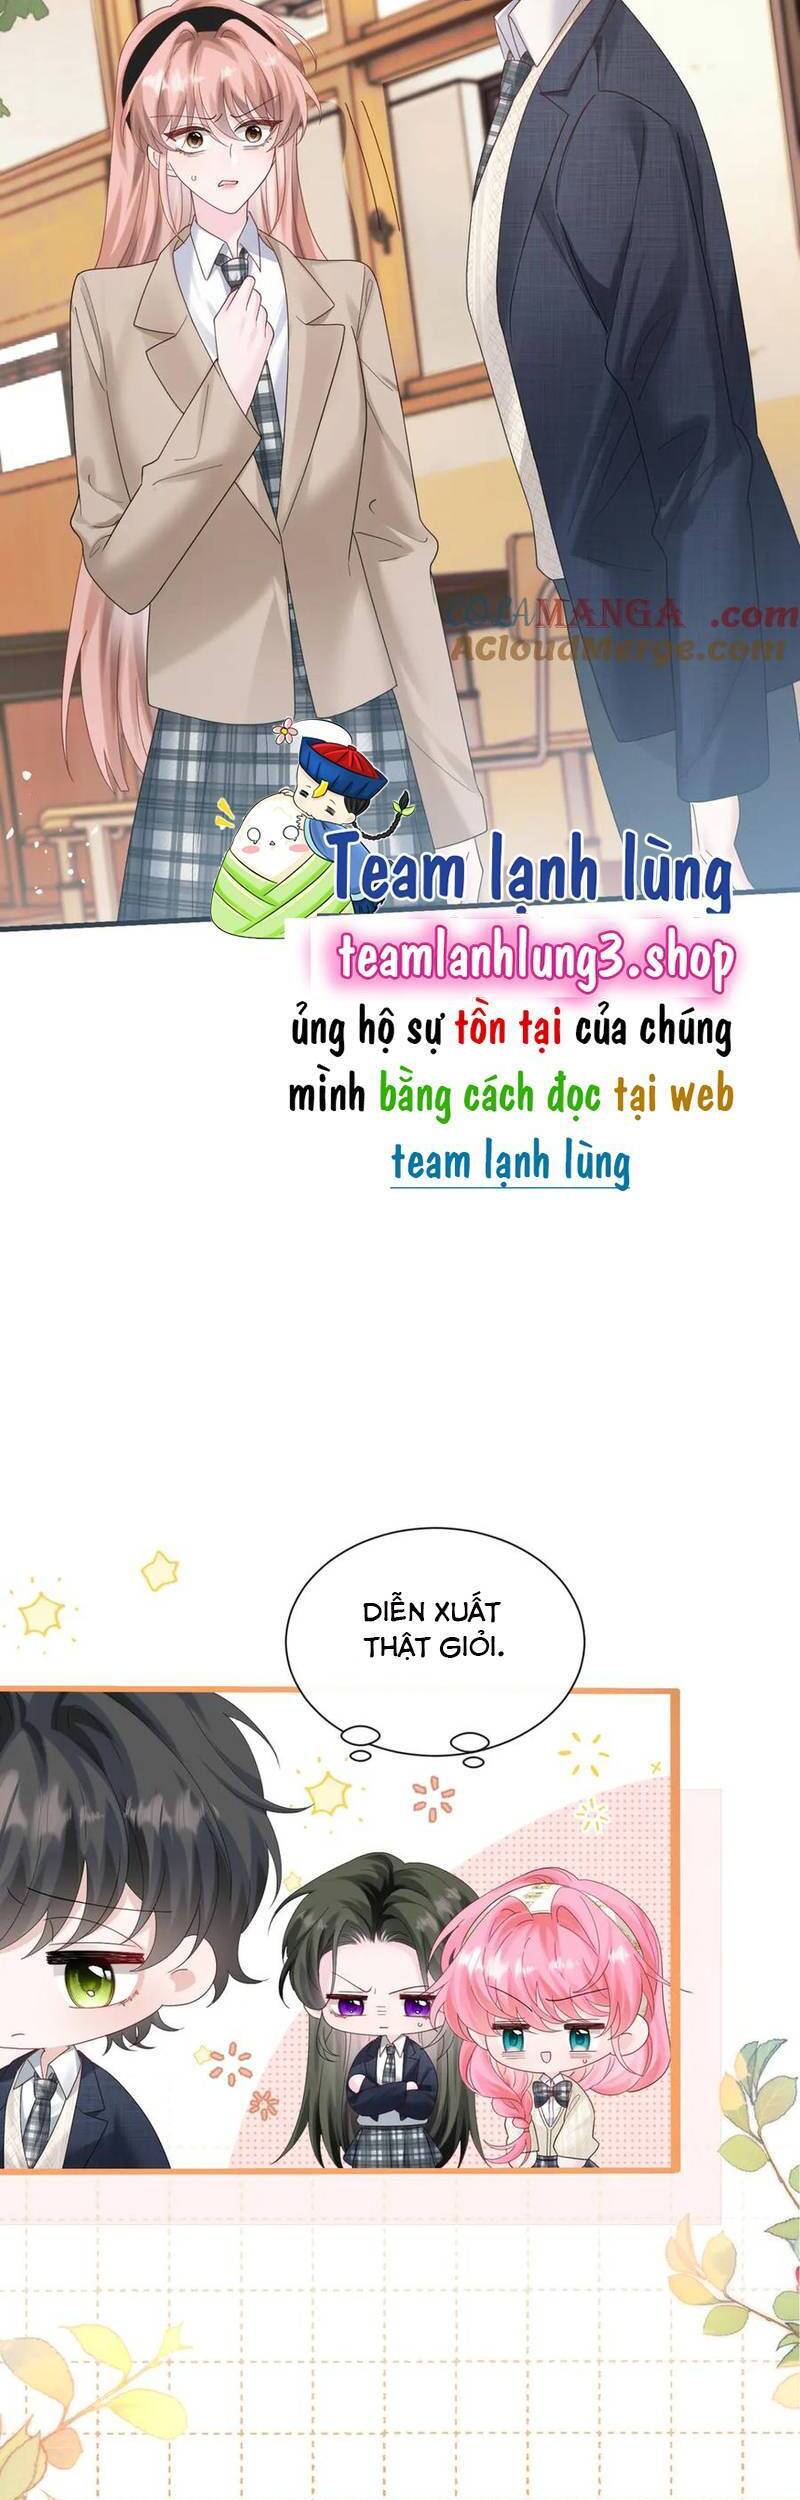 COLAMANGA.com
AcloudMerge.com
Team lạnh lùng
teamlanhlung3.shop
ủng hộ sự tồn tại của chúng
mình bằng cách đọc tại web
team lạnh lùng
DIỄN XUẤT
THẬT GIỎI.